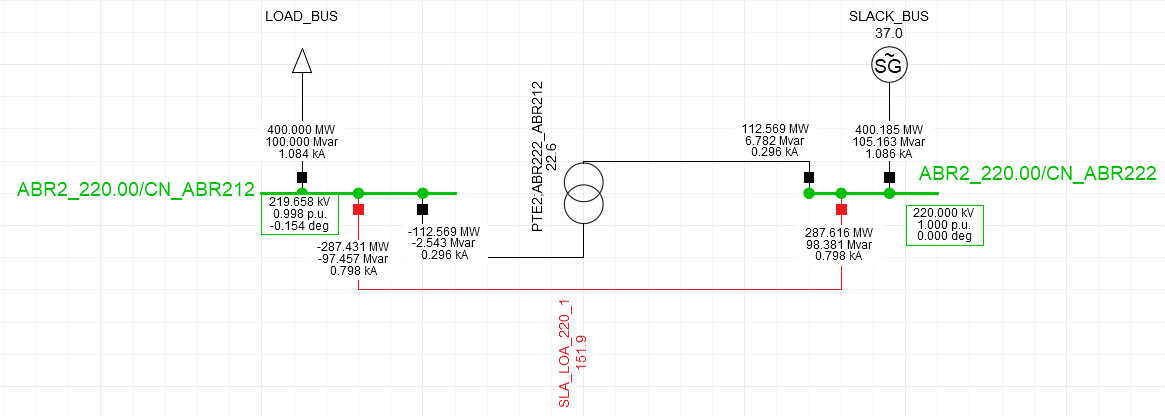 LOAD_BUS
SLACK_BUS
37.0
SG
400.000 MW
100.000 Mvar
1.084 kA
PTE2,ABR222_ABR212
22.6
112.569 MW
6.782 Mvar
0.296 kA
400.185 MW
105.163 Mvar
1.086 kA
ABR2_220.00/CN_ABR212
ABR2_220.00/CN_ABR222
219.658 kV
0.998 p.u.
-0.154 deg
220.000 kV
1.000 p.u.
0.000 deg
-287.431 MW
-97.457 Mvar
0.798 kA
-112.569 MW
-2.543 Mvar
0.296 kA
287.616 MW
98.381 Mvar
0.798 kA
SLA_LOA_220_1
151.9